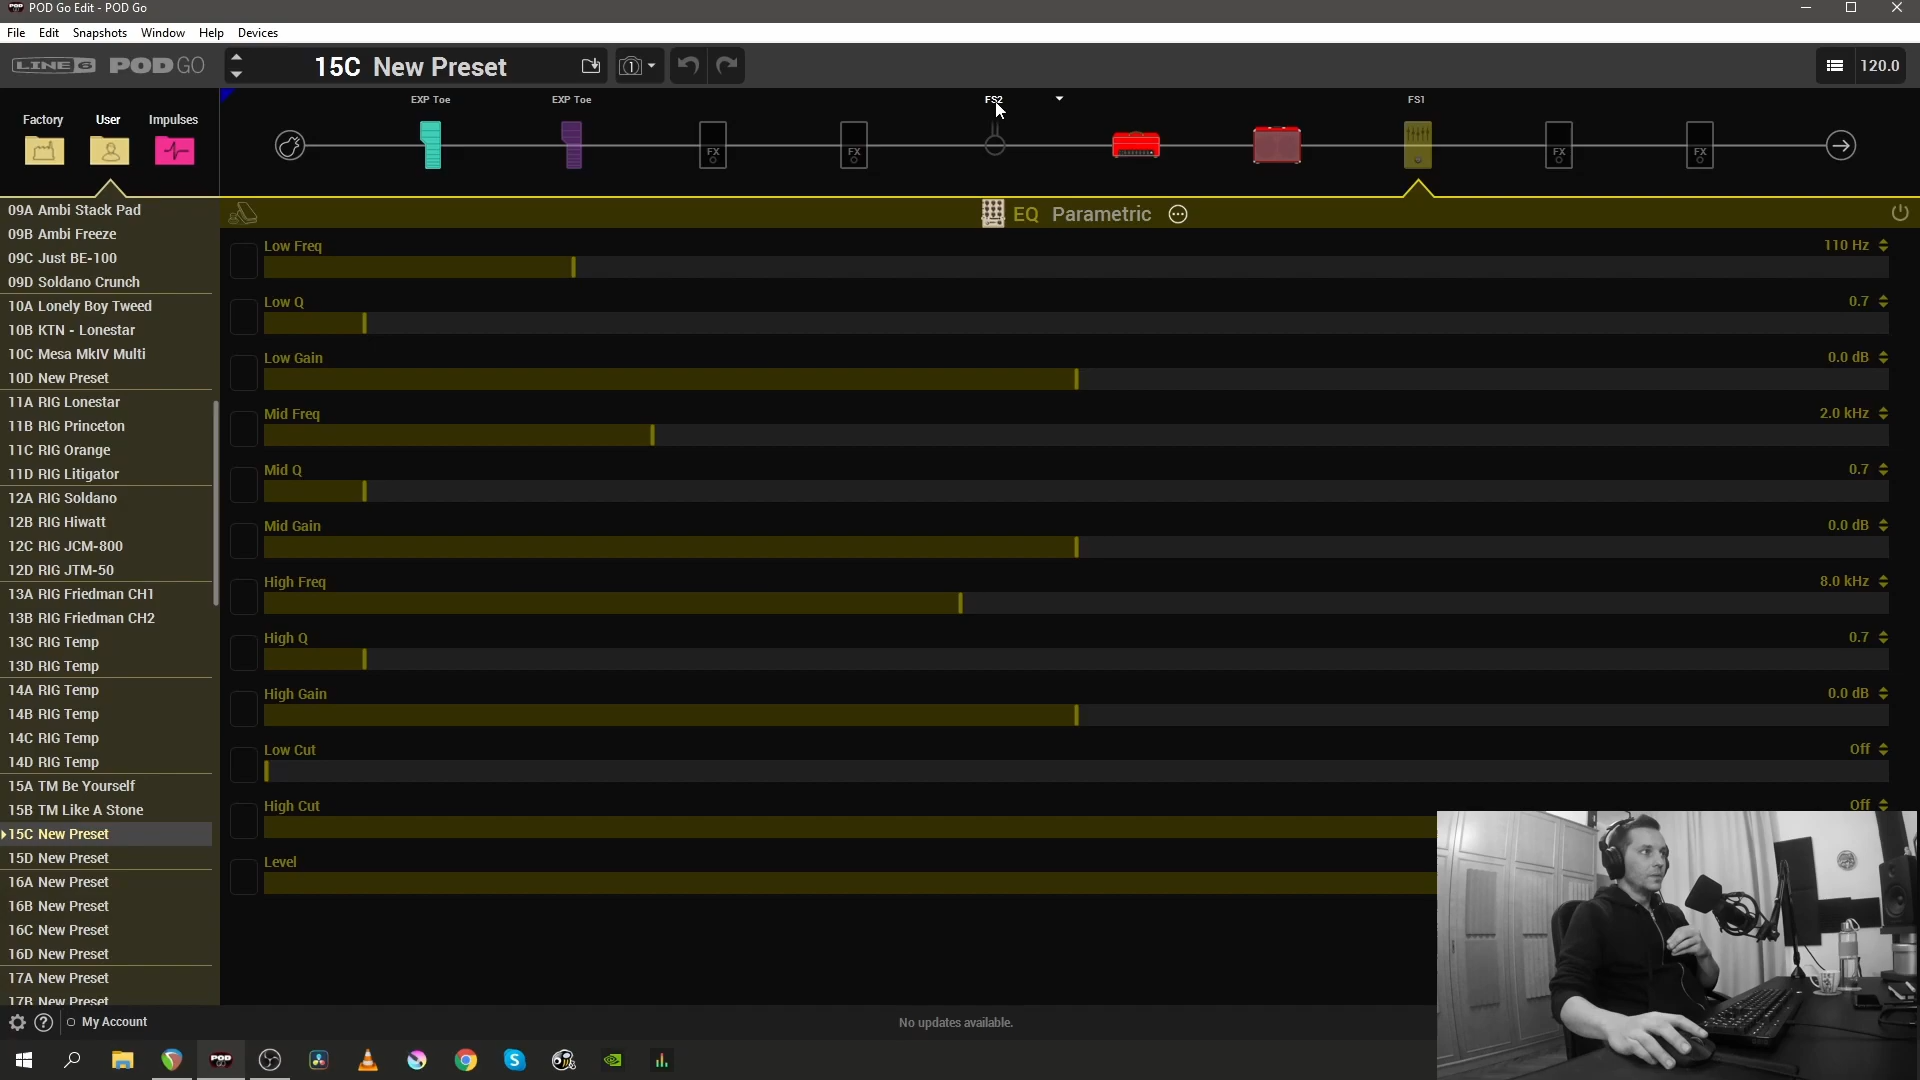 POD Go Edit - POD Go
File Edit Snapshots Window Help Devices
LINE 6 POD GO
15C New Preset
1
120.0
Factory User Impulses
EXP Toe EXP Toe FS2 FS1
FX FX FX FX
EQ Parametric
09A Ambi Stack Pad
09B Ambi Freeze
09C Just BE-100
09D Soldano Crunch
10A Lonely Boy Tweed
10B KTN - Lonestar
10C Mesa MkIV Multi
10D New Preset
11A RIG Lonestar
11B RIG Princeton
11C RIG Orange
11D RIG Litigator
12A RIG Soldano
12B RIG Hiwatt
12C RIG JCM-800
12D RIG JTM-50
13A RIG Friedman CH1
13B RIG Friedman CH2
13C RIG Temp
13D RIG Temp
14A RIG Temp
14B RIG Temp
14C RIG Temp
14D RIG Temp
15A TM Be Yourself
15B TM Like A Stone
15C New Preset
15D New Preset
16A New Preset
16B New Preset
16C New Preset
16D New Preset
17A New Preset
17B New Preset
Low Freq 110 Hz
Low Q 0.7
Low Gain 0.0 dB
Mid Freq 2.0 kHz
Mid Q 0.7
Mid Gain 0.0 dB
High Freq 8.0 kHz
High Q 0.7
High Gain 0.0 dB
Low Cut Off
High Cut Off
Level
My Account
No updates available.
POD